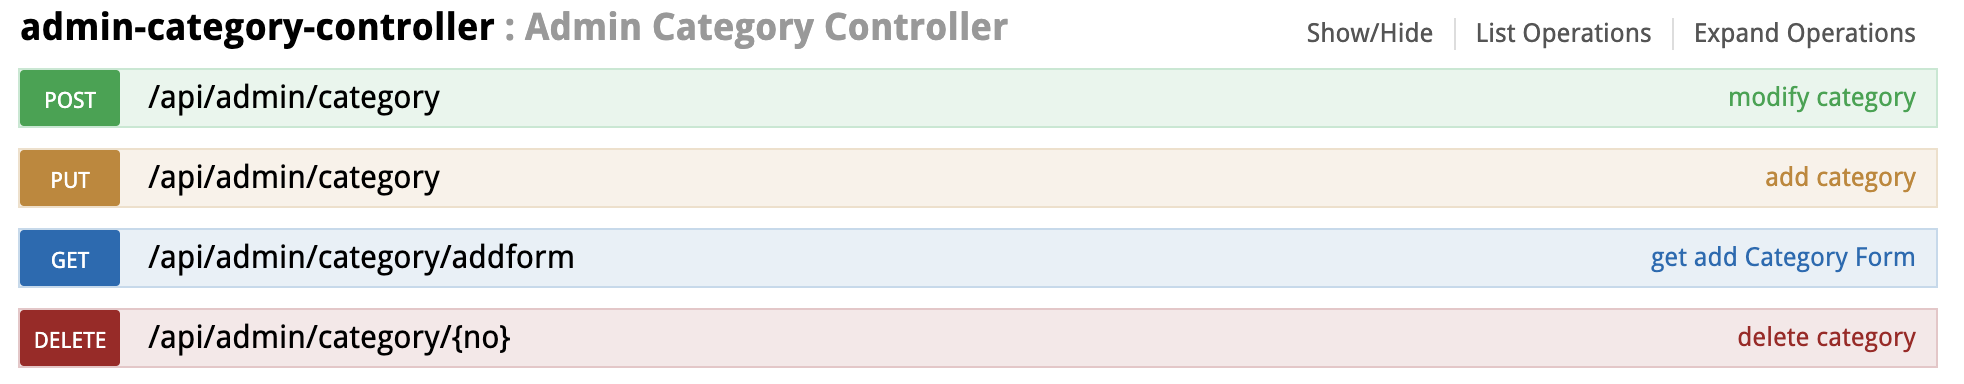 admin-category-controller : Admin Category Controller Show/Hide List Operations Expand Operations
POST /api/admin/category modify category
PUT /api/admin/category add category
GET /api/admin/category/addform get add Category Form
DELETE /api/admin/category/{no} delete category